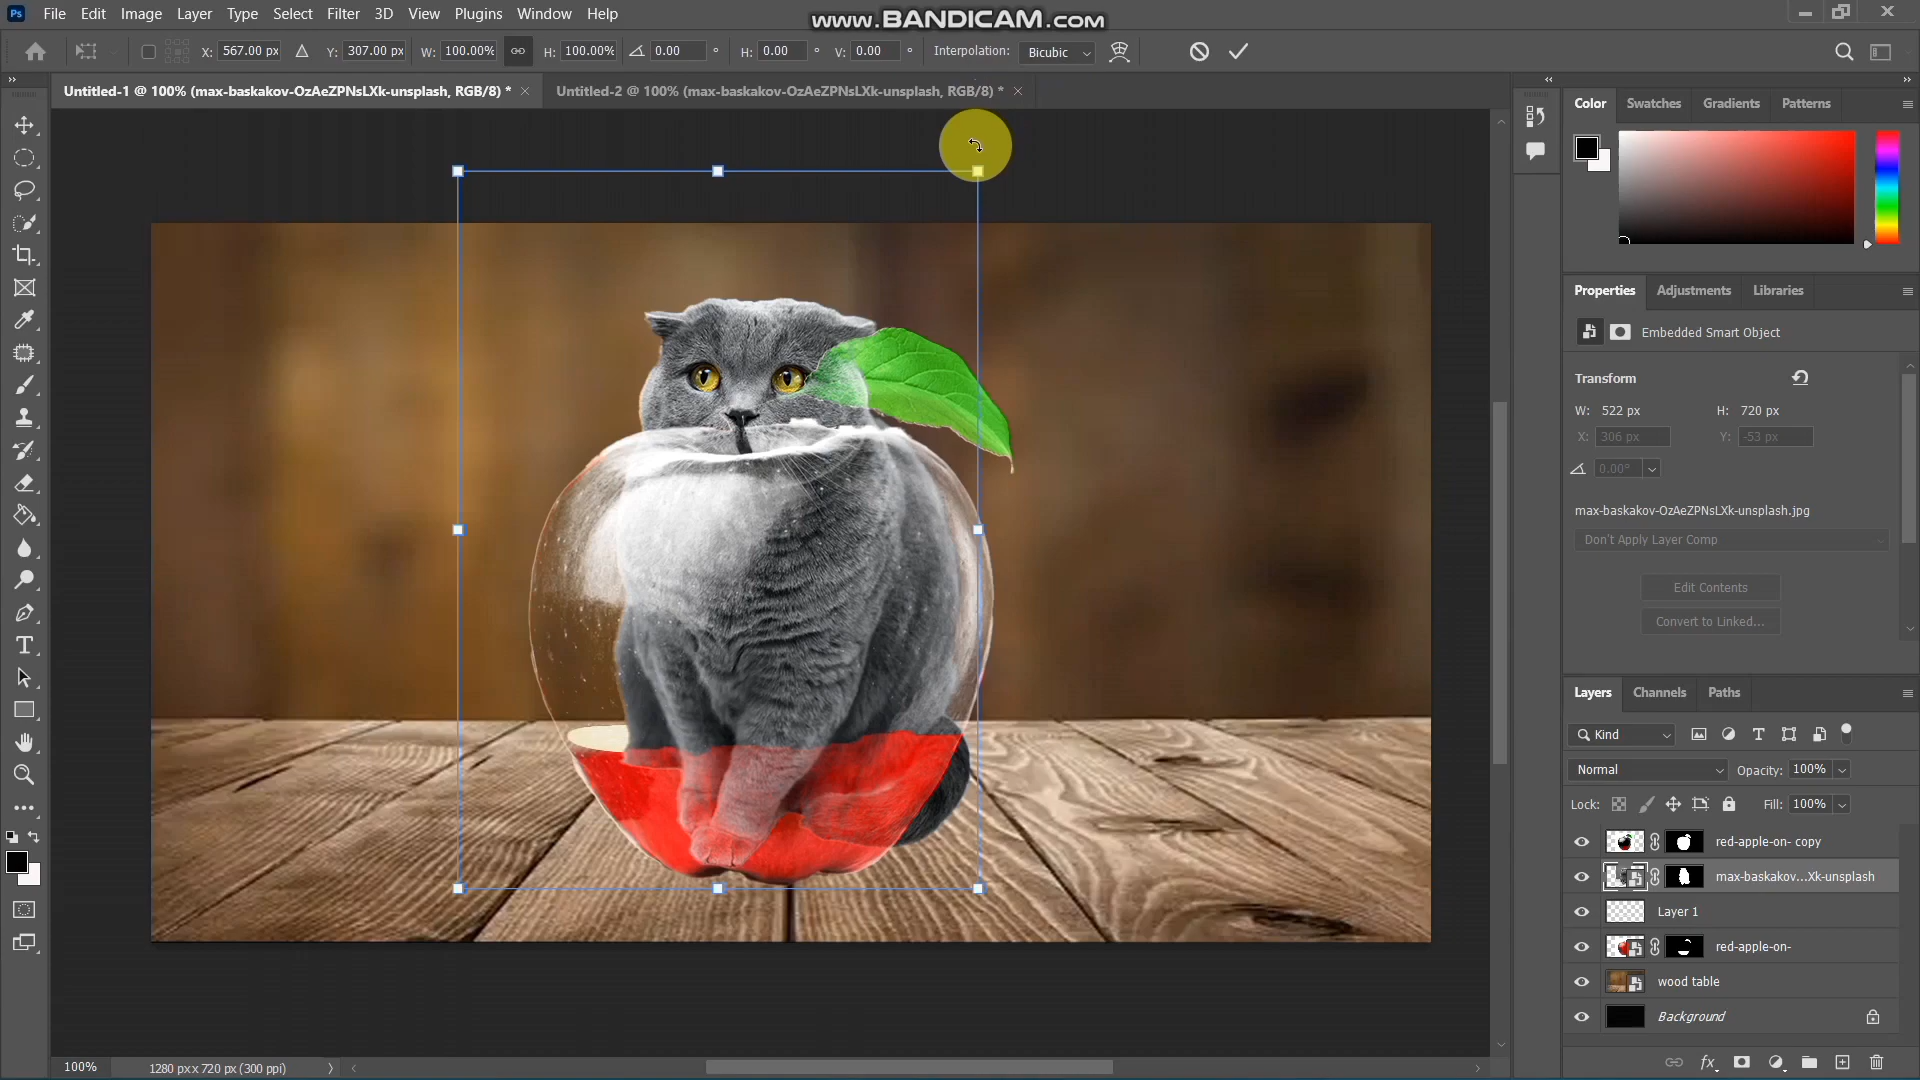 Ps File Edit Image Layer Type Select Filter 3D View Plugins Window Help
www.BANDICAM.com
X: 567.00 px Y: 307.00 px W: 100.00% H: 100.00% 0.00 ° H: 0.00 ° V: 0.00 ° Interpolation: Bicubic
Untitled-1 @ 100% (max-baskakov-OzAeZPNsLXk-unsplash, RGB/8) *
Untitled-2 @ 100% (max-baskakov-OzAeZPNsLXk-unsplash, RGB/8) *
Color Swatches Gradients Patterns
Properties Adjustments Libraries
Embedded Smart Object
Transform
W: 522 px H: 720 px
X: 306 px Y: -53 px
0.00°
max-baskakov-OzAeZPNsLXk-unsplash.jpg
Don't Apply Layer Comp
Edit Contents
Convert to Linked...
Layers Channels Paths
Kind
Normal Opacity: 100%
Lock: Fill: 100%
red-apple-on- copy
max-baskakov...Xk-unsplash
Layer 1
red-apple-on-
wood table
Background
fx
100% 1280 px x 720 px (300 ppi)